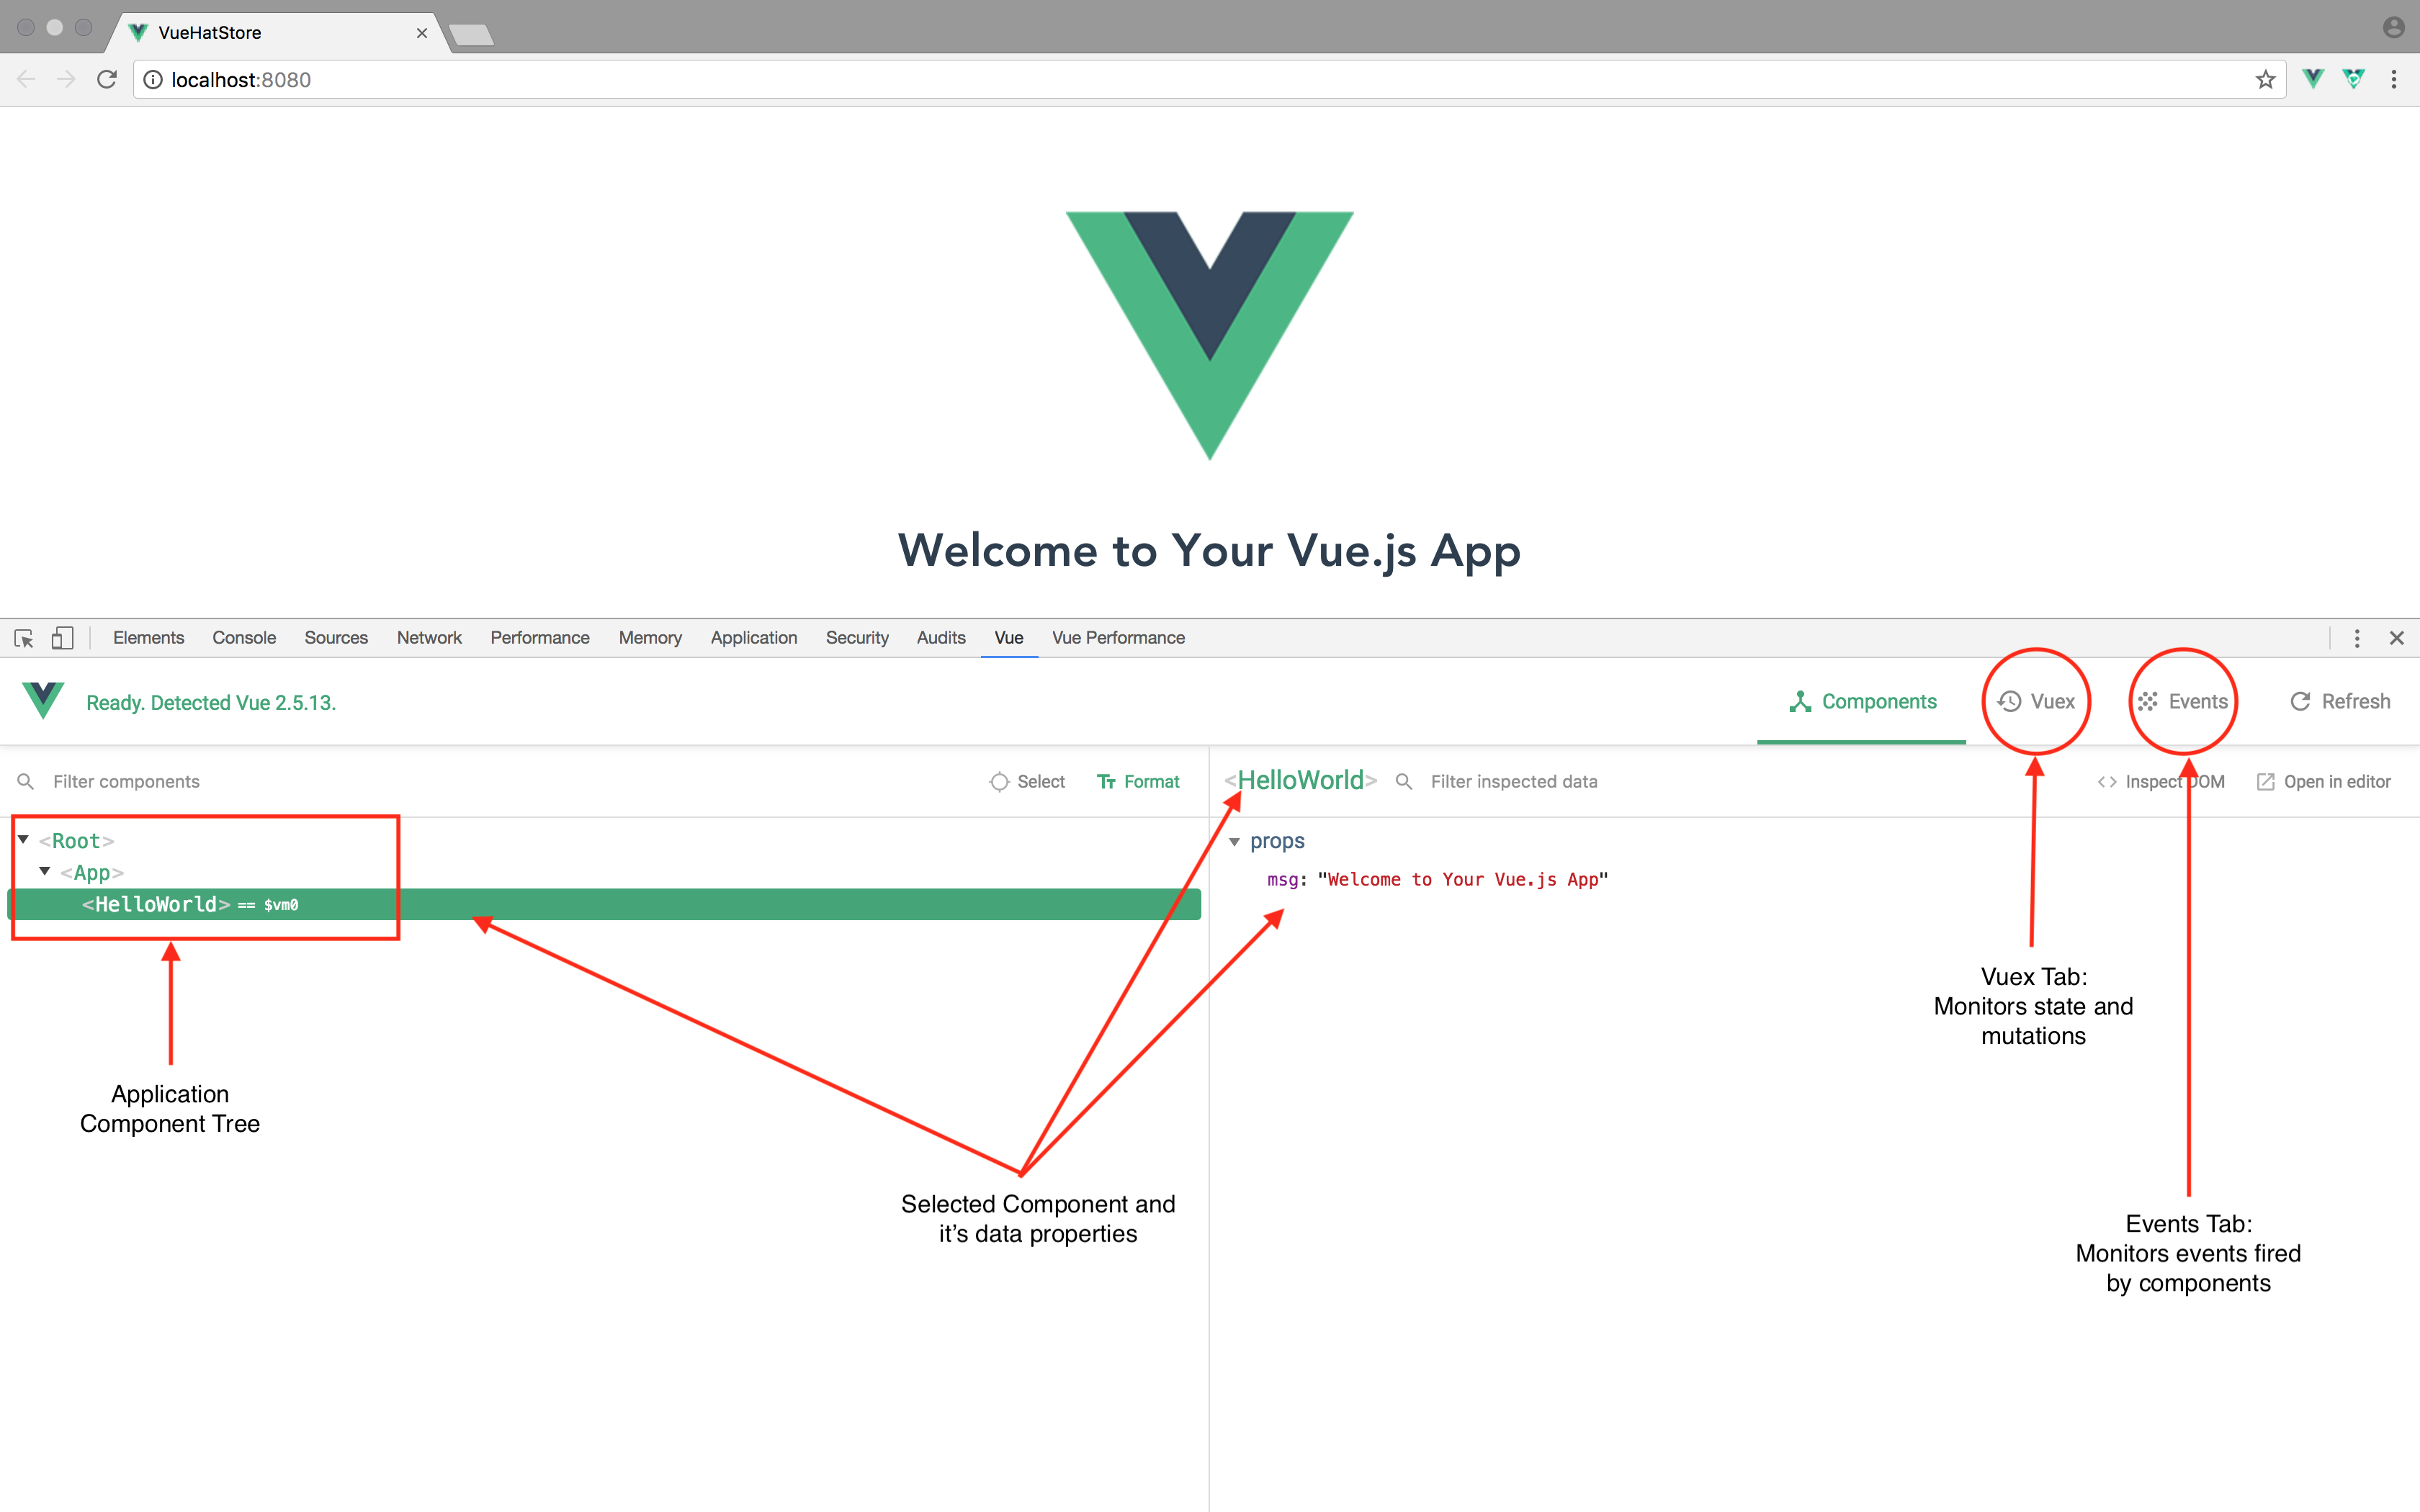 VueHatStore
localhost:8080
Welcome to Your Vue.js App
Elements Console Sources Network Performance Memory Application Security Audits Vue Vue Performance
Ready. Detected Vue 2.5.13.
Components Vuex Events Refresh
Filter components Select Format
<HelloWorld> Filter inspected data Inspect DOM Open in editor
<Root>
<App>
<HelloWorld> == $vm0
props
msg: "Welcome to Your Vue.js App"
Vuex Tab:
Monitors state and
mutations
Application
Component Tree
Selected Component and
it’s data properties
Events Tab:
Monitors events fired
by components